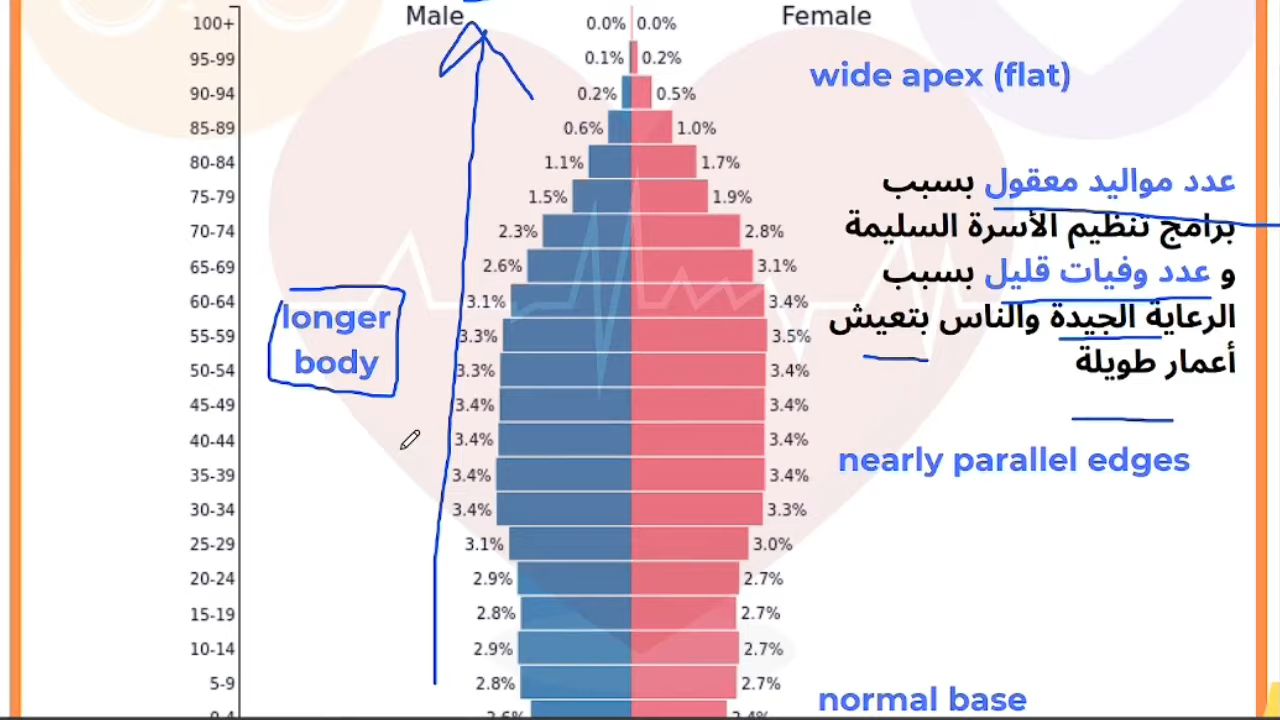 Male Female
100+ 0.0% 0.0%
95-99 0.1% 0.2%
wide apex (flat)
90-94 0.2% 0.5%
85-89 0.6% 1.0%
80-84 1.1% 1.7%
عدد مواليد معقول بسبب
75-79 1.5% 1.9%
برامج تنظيم الأسرة السليمة
70-74 2.3% 2.8%
و عدد وفيات قليل بسبب
65-69 2.6% 3.1%
60-64 3.1% 3.4%
الرعاية الجيدة والناس بتعيش
longer
55-59 3.3% 3.5%
أعمار طويلة
body
50-54 3.3% 3.4%
45-49 3.4% 3.4%
40-44 3.4% 3.4%
nearly parallel edges
35-39 3.4% 3.4%
30-34 3.4% 3.3%
25-29 3.1% 3.0%
20-24 2.9% 2.7%
15-19 2.8% 2.7%
10-14 2.9% 2.7%
5-9 2.8% 2.7%
normal base